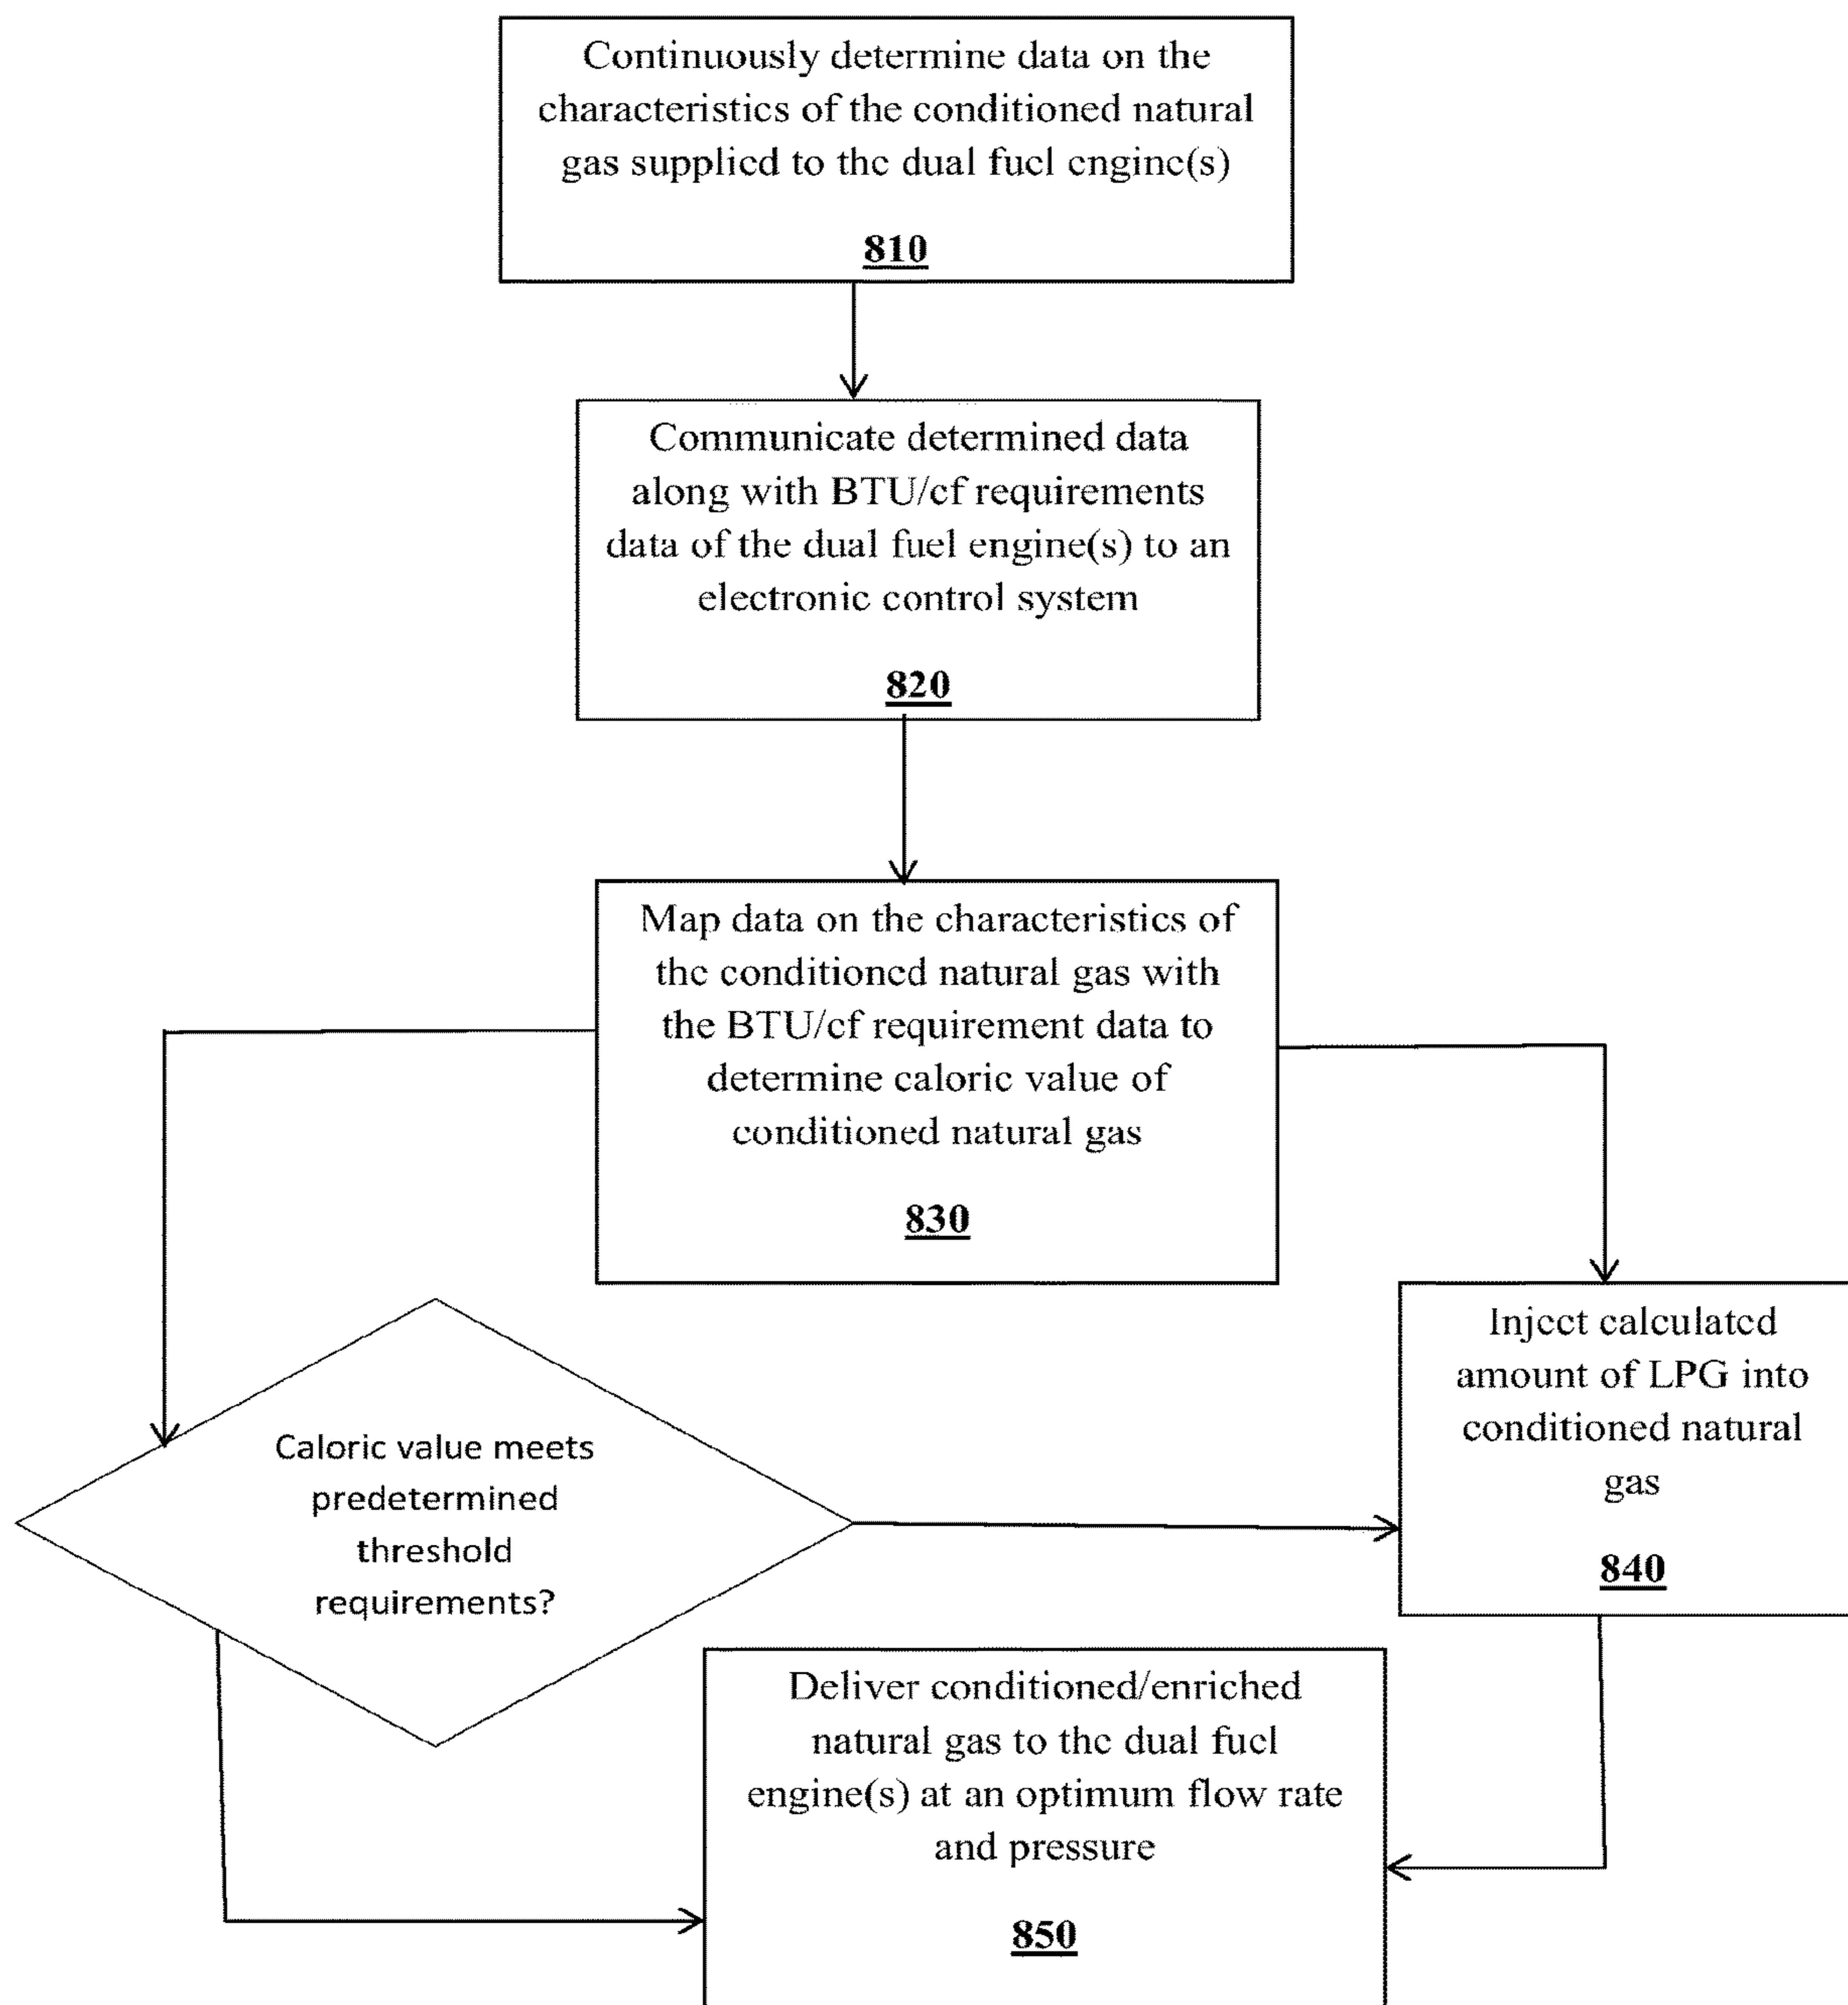 Continuously determine data on the
characteristics of the conditioned natural
gas supplied to the dual fuel engine(s)
810
Communicate determined data
along with BTU/cf requirements
data of the dual fuel engine(s) to an
electronic control system
820
Map data on the characteristics of
the conditioned natural gas with
the BTU/cf requirement data to
determine caloric value of
conditioned natural gas
830
Caloric value meets
predetermined
threshold
requirements?
Inject calculated
amount of LPG into
conditioned natural
gas
840
Deliver conditioned/enriched
natural gas to the dual fuel
engine(s) at an optimum flow rate
and pressure
850